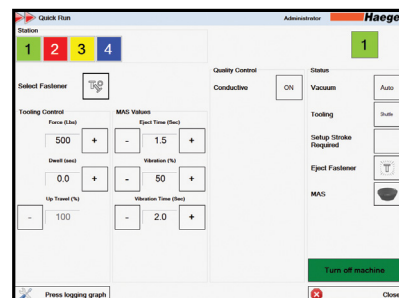 Quick Run
Administrator
Haeger
Station
1 2 3 4
1
Select Fastener
Quality Control
Conductive
ON
Status
Vacuum
Auto
Tooling
Shuttle
Setup Stroke
Required
Eject Fastener
MAS
Tooling Control
Force (Lbs)
500 +
Dwell (sec)
0.0 +
Up Travel (%)
- 100
MAS Values
Eject Time (Sec)
- 1.5 +
Vibration (%)
- 50 +
Vibration Time (Sec)
- 2.0 +
Turn off machine
Press logging graph
Close